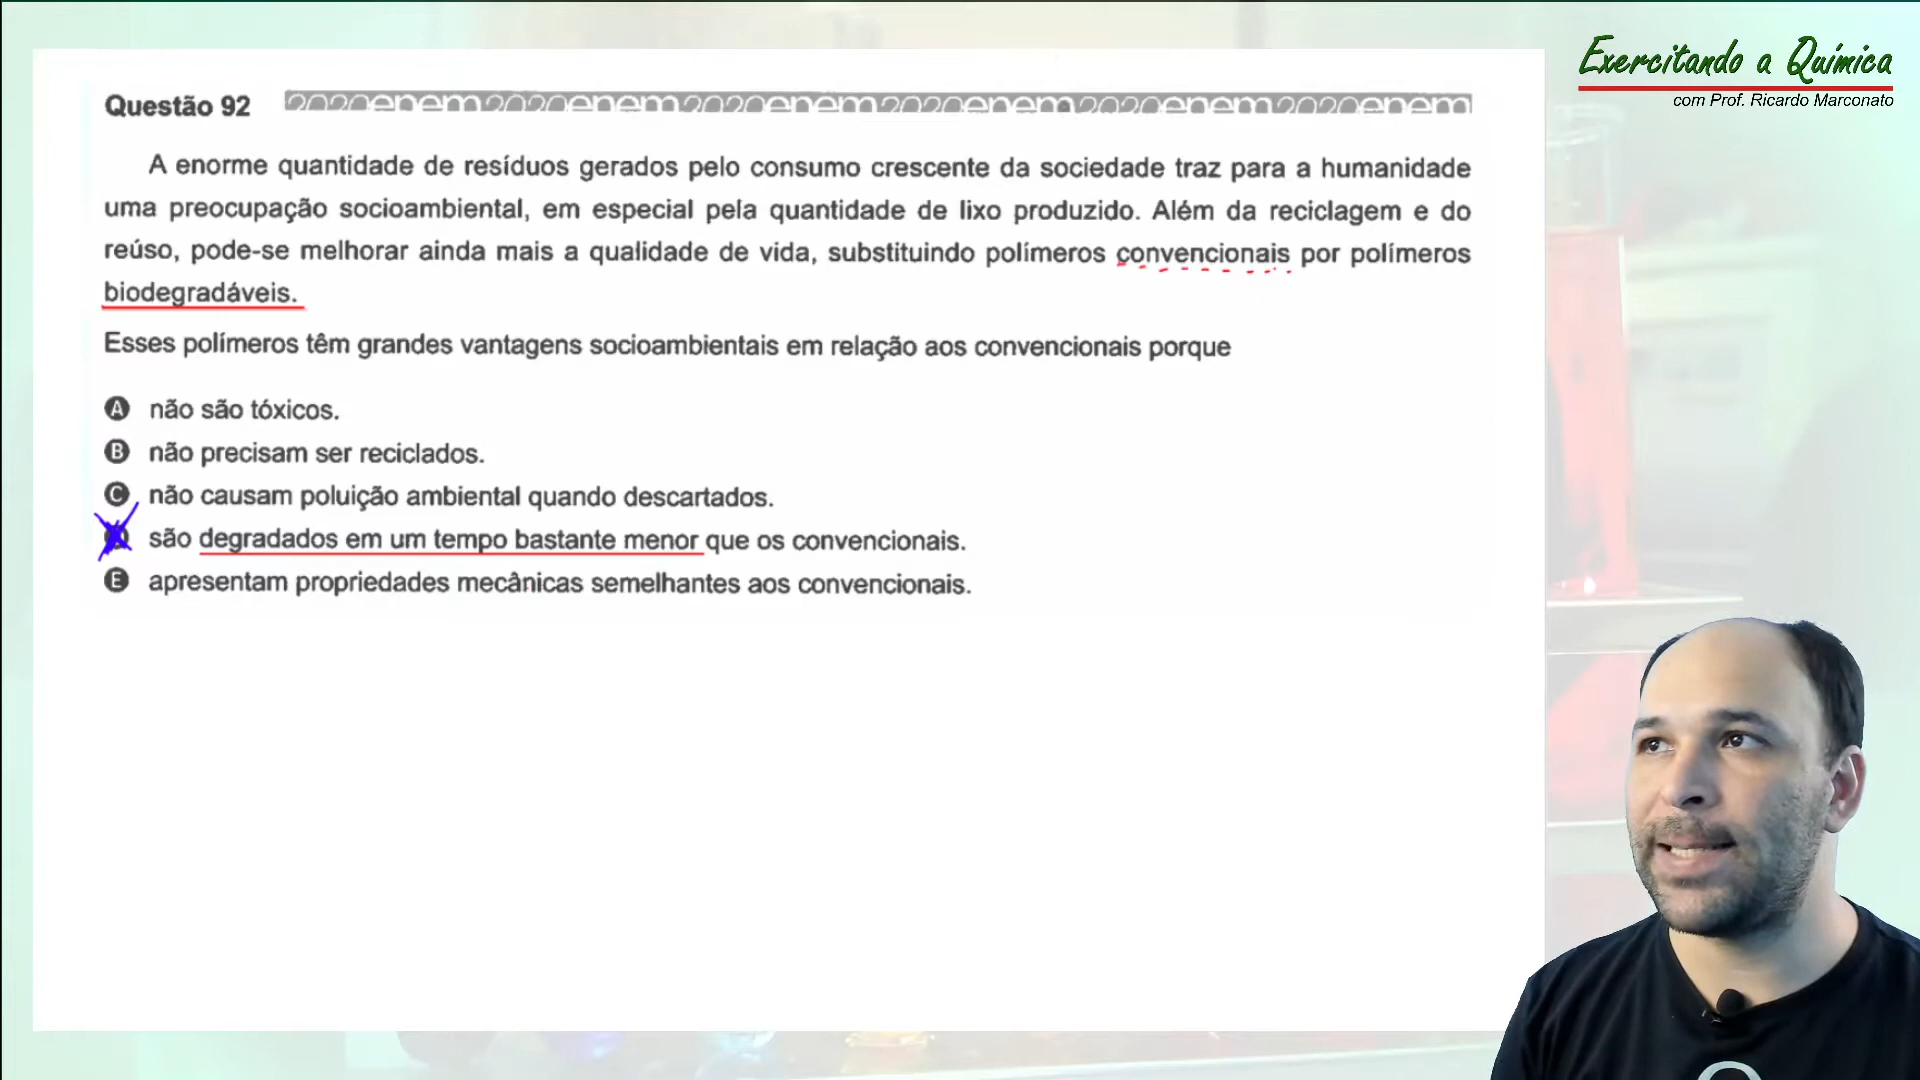 Exercitando a Química
com Prof. Ricardo Marconato
Questão 92 2020enem2020enem2020enem2020enem2020enem2020enem
A enorme quantidade de resíduos gerados pelo consumo crescente da sociedade traz para a humanidade
uma preocupação socioambiental, em especial pela quantidade de lixo produzido. Além da reciclagem e do
reúso, pode-se melhorar ainda mais a qualidade de vida, substituindo polímeros convencionais por polímeros
biodegradáveis.
Esses polímeros têm grandes vantagens socioambientais em relação aos convencionais porque
A não são tóxicos.
B não precisam ser reciclados.
C não causam poluição ambiental quando descartados.
são degradados em um tempo bastante menor que os convencionais.
E apresentam propriedades mecânicas semelhantes aos convencionais.